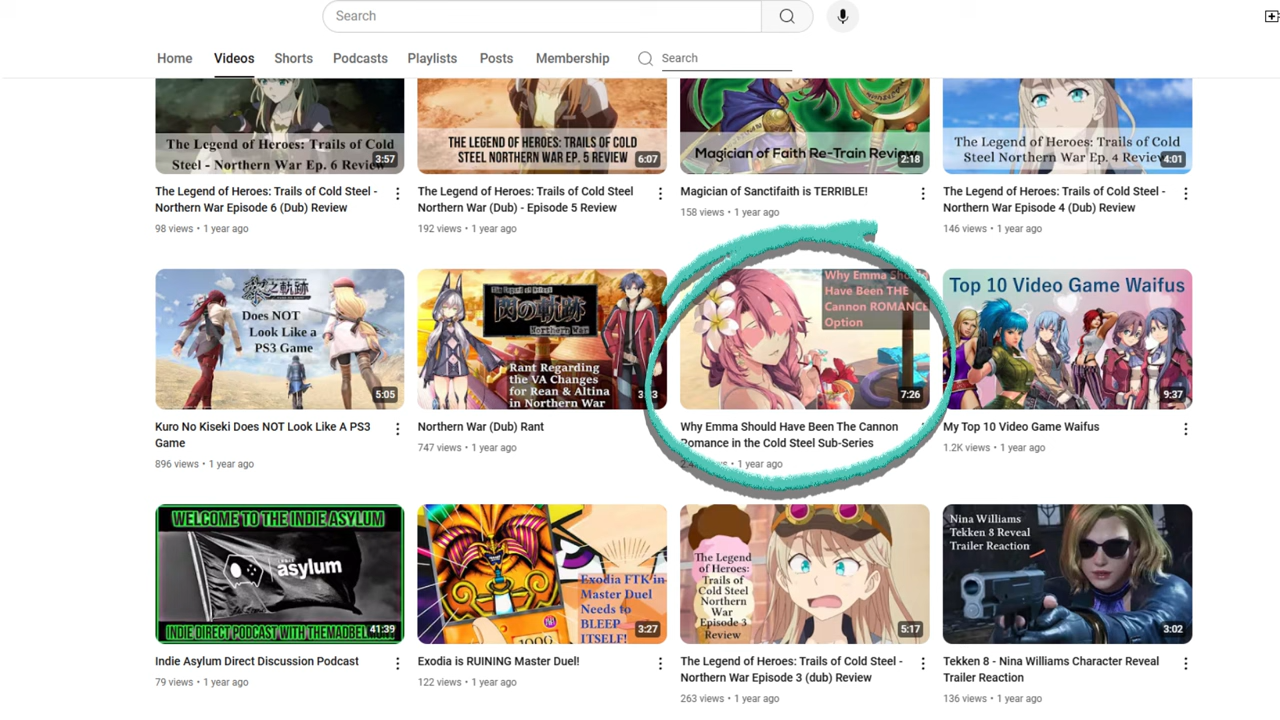 Search
Home Videos Shorts Podcasts Playlists Posts Membership Search
The Legend of Heroes: Trails of Cold
Steel - Northern War Ep. 6 Review
3:57
THE LEGEND OF HEROES: TRAILS OF COLD
STEEL NORTHERN WAR EP. 5 REVIEW
6:07
Magician of Faith Re-Train Review
2:18
The Legend of Heroes: Trails of Cold
Steel Northern War Ep. 4 Review
4:01
The Legend of Heroes: Trails of Cold Steel -
Northern War Episode 6 (Dub) Review
98 views • 1 year ago
The Legend of Heroes: Trails of Cold Steel
Northern War (Dub) - Episode 5 Review
192 views • 1 year ago
Magician of Sanctifaith is TERRIBLE!
158 views • 1 year ago
The Legend of Heroes: Trails of Cold Steel -
Northern War Episode 4 (Dub) Review
146 views • 1 year ago
Does NOT
Look Like a
PS3 Game
5:05
The Legend of Heroes
閃の軌跡
Northern War
Rant Regarding
the VA Changes
for Rean & Altina
in Northern War
Why Emma Should
Have Been THE
Cannon ROMANCE
Option
7:26
Top 10 Video Game Waifus
9:37
Kuro No Kiseki Does NOT Look Like A PS3
Game
896 views • 1 year ago
Northern War (Dub) Rant
747 views • 1 year ago
Why Emma Should Have Been The Cannon
Romance in the Cold Steel Sub-Series
1 year ago
My Top 10 Video Game Waifus
1.2K views • 1 year ago
WELCOME TO THE INDIE ASYLUM
asylum
INDIE DIRECT PODCAST WITH
41:39
Exodia FTK in
Master Duel
Needs to
BLEEP
ITSELF!
3:27
The Legend
of Heroes:
Trails of
Cold Steel
Northern
War
Episode 3
Review
5:17
Nina Williams
Tekken 8 Reveal
Trailer Reaction
3:02
Indie Asylum Direct Discussion Podcast
79 views • 1 year ago
Exodia is RUINING Master Duel!
122 views • 1 year ago
The Legend of Heroes: Trails of Cold Steel -
Northern War Episode 3 (dub) Review
263 views • 1 year ago
Tekken 8 - Nina Williams Character Reveal
Trailer Reaction
136 views • 1 year ago